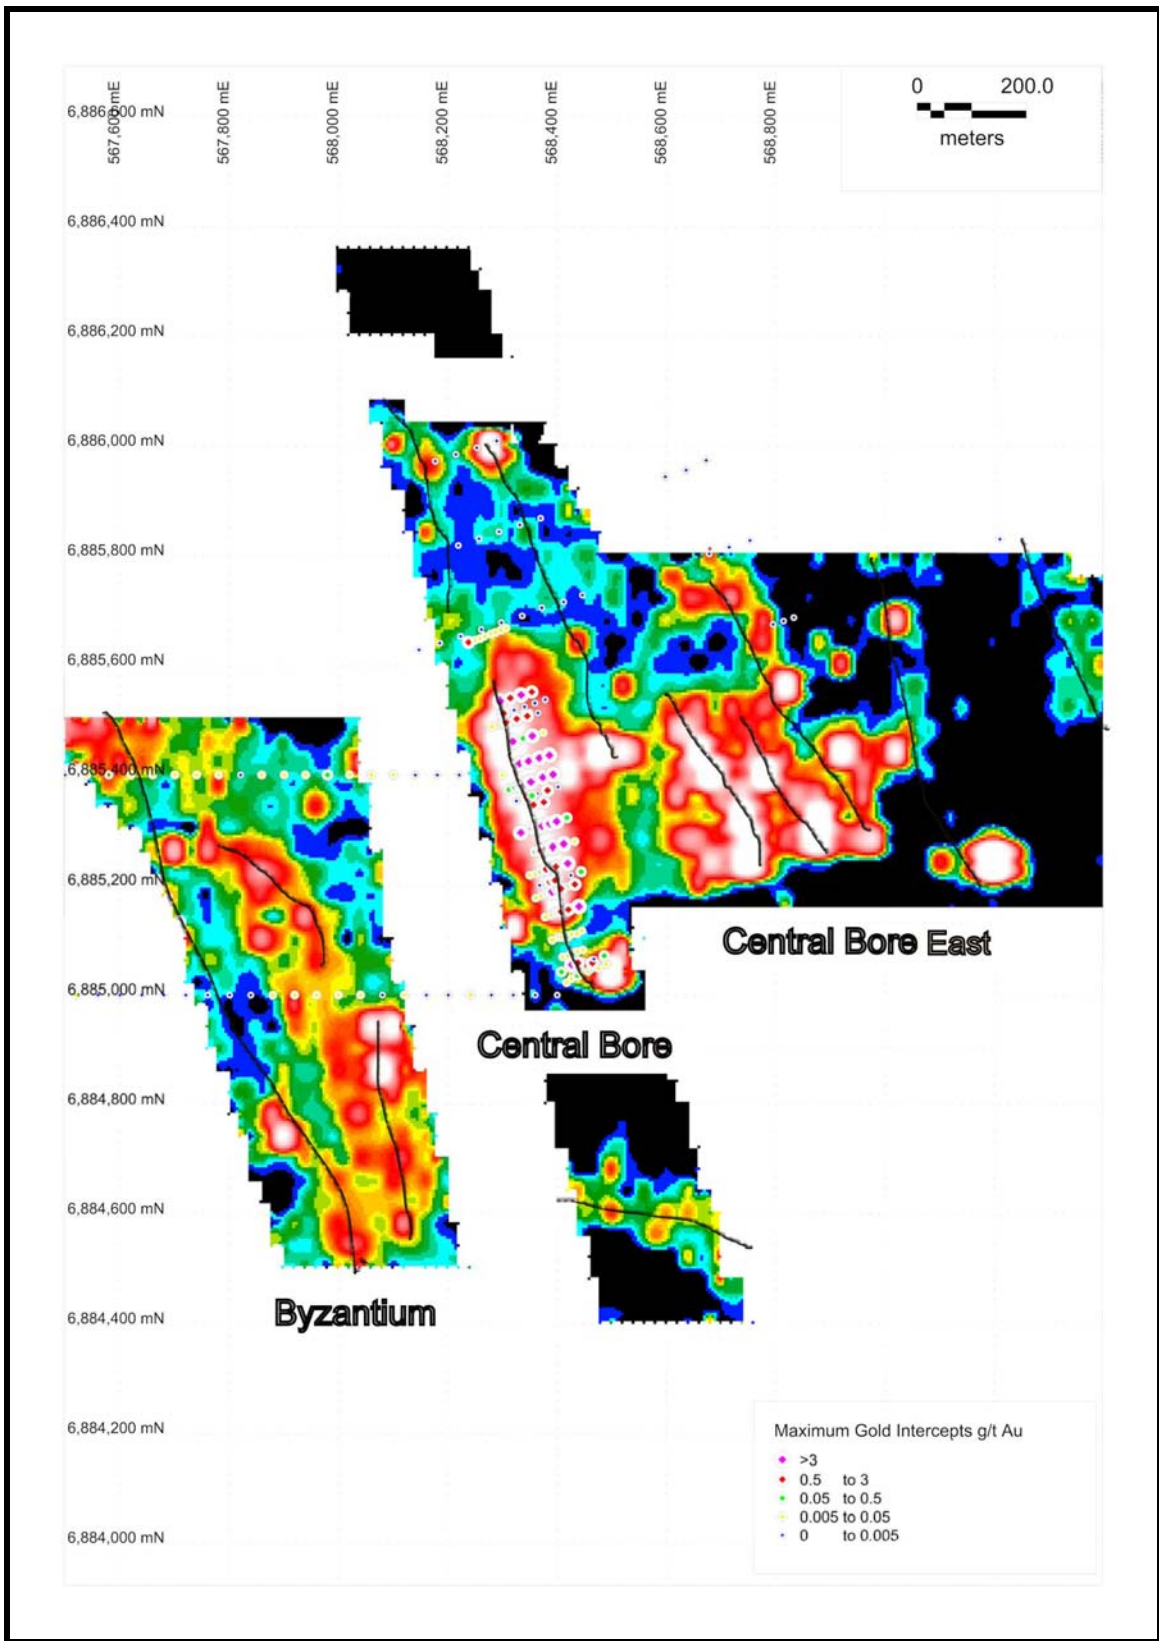 567,600 mE
567,800 mE
568,000 mE
568,200 mE
568,400 mE
568,600 mE
568,800 mE
0 200.0
meters
6,886,600 mN
6,886,400 mN
6,886,200 mN
6,886,000 mN
6,885,800 mN
6,885,600 mN
6,885,400 mN
6,885,200 mN
Central Bore East
6,885,000 mN
Central Bore
6,884,800 mN
6,884,600 mN
Byzantium
6,884,400 mN
6,884,200 mN
6,884,000 mN
Maximum Gold Intercepts g/t Au
>3
0.5 to 3
0.05 to 0.5
0.005 to 0.05
0 to 0.005